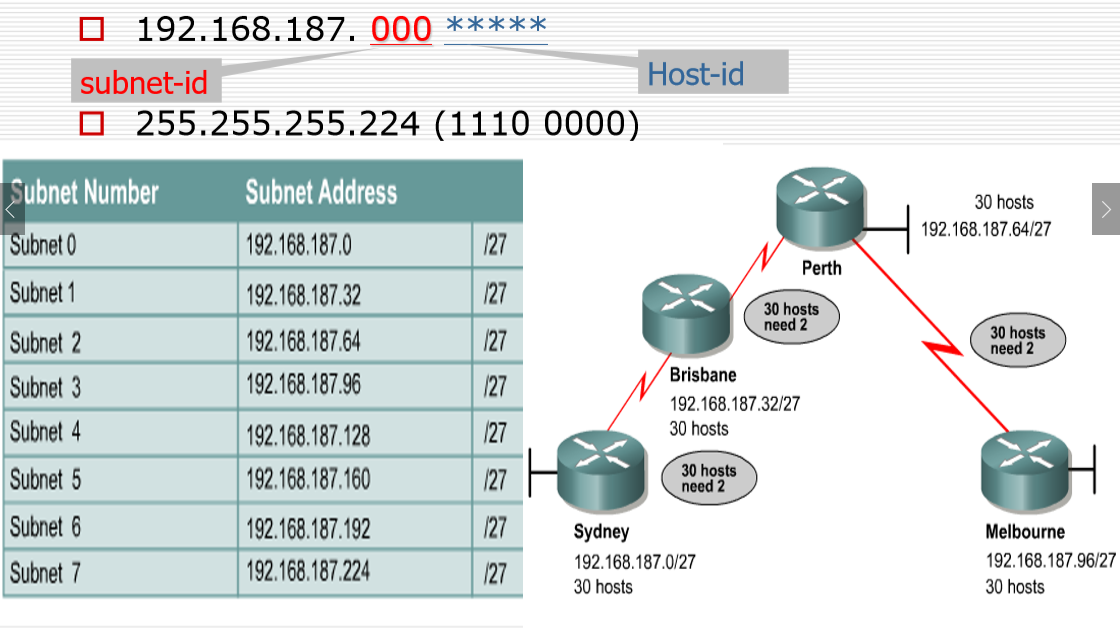 192.168.187. 000 *****
subnet-id
Host-id
255.255.255.224 (1110 0000)
Subnet Number Subnet Address
Subnet 0 192.168.187.0 /27
Subnet 1 192.168.187.32 /27
Subnet 2 192.168.187.64 /27
Subnet 3 192.168.187.96 /27
Subnet 4 192.168.187.128 /27
Subnet 5 192.168.187.160 /27
Subnet 6 192.168.187.192 /27
Subnet 7 192.168.187.224 /27
30 hosts
192.168.187.64/27
Perth
30 hosts
need 2
30 hosts
need 2
Brisbane
192.168.187.32/27
30 hosts
30 hosts
need 2
Sydney
192.168.187.0/27
30 hosts
Melbourne
192.168.187.96/27
30 hosts